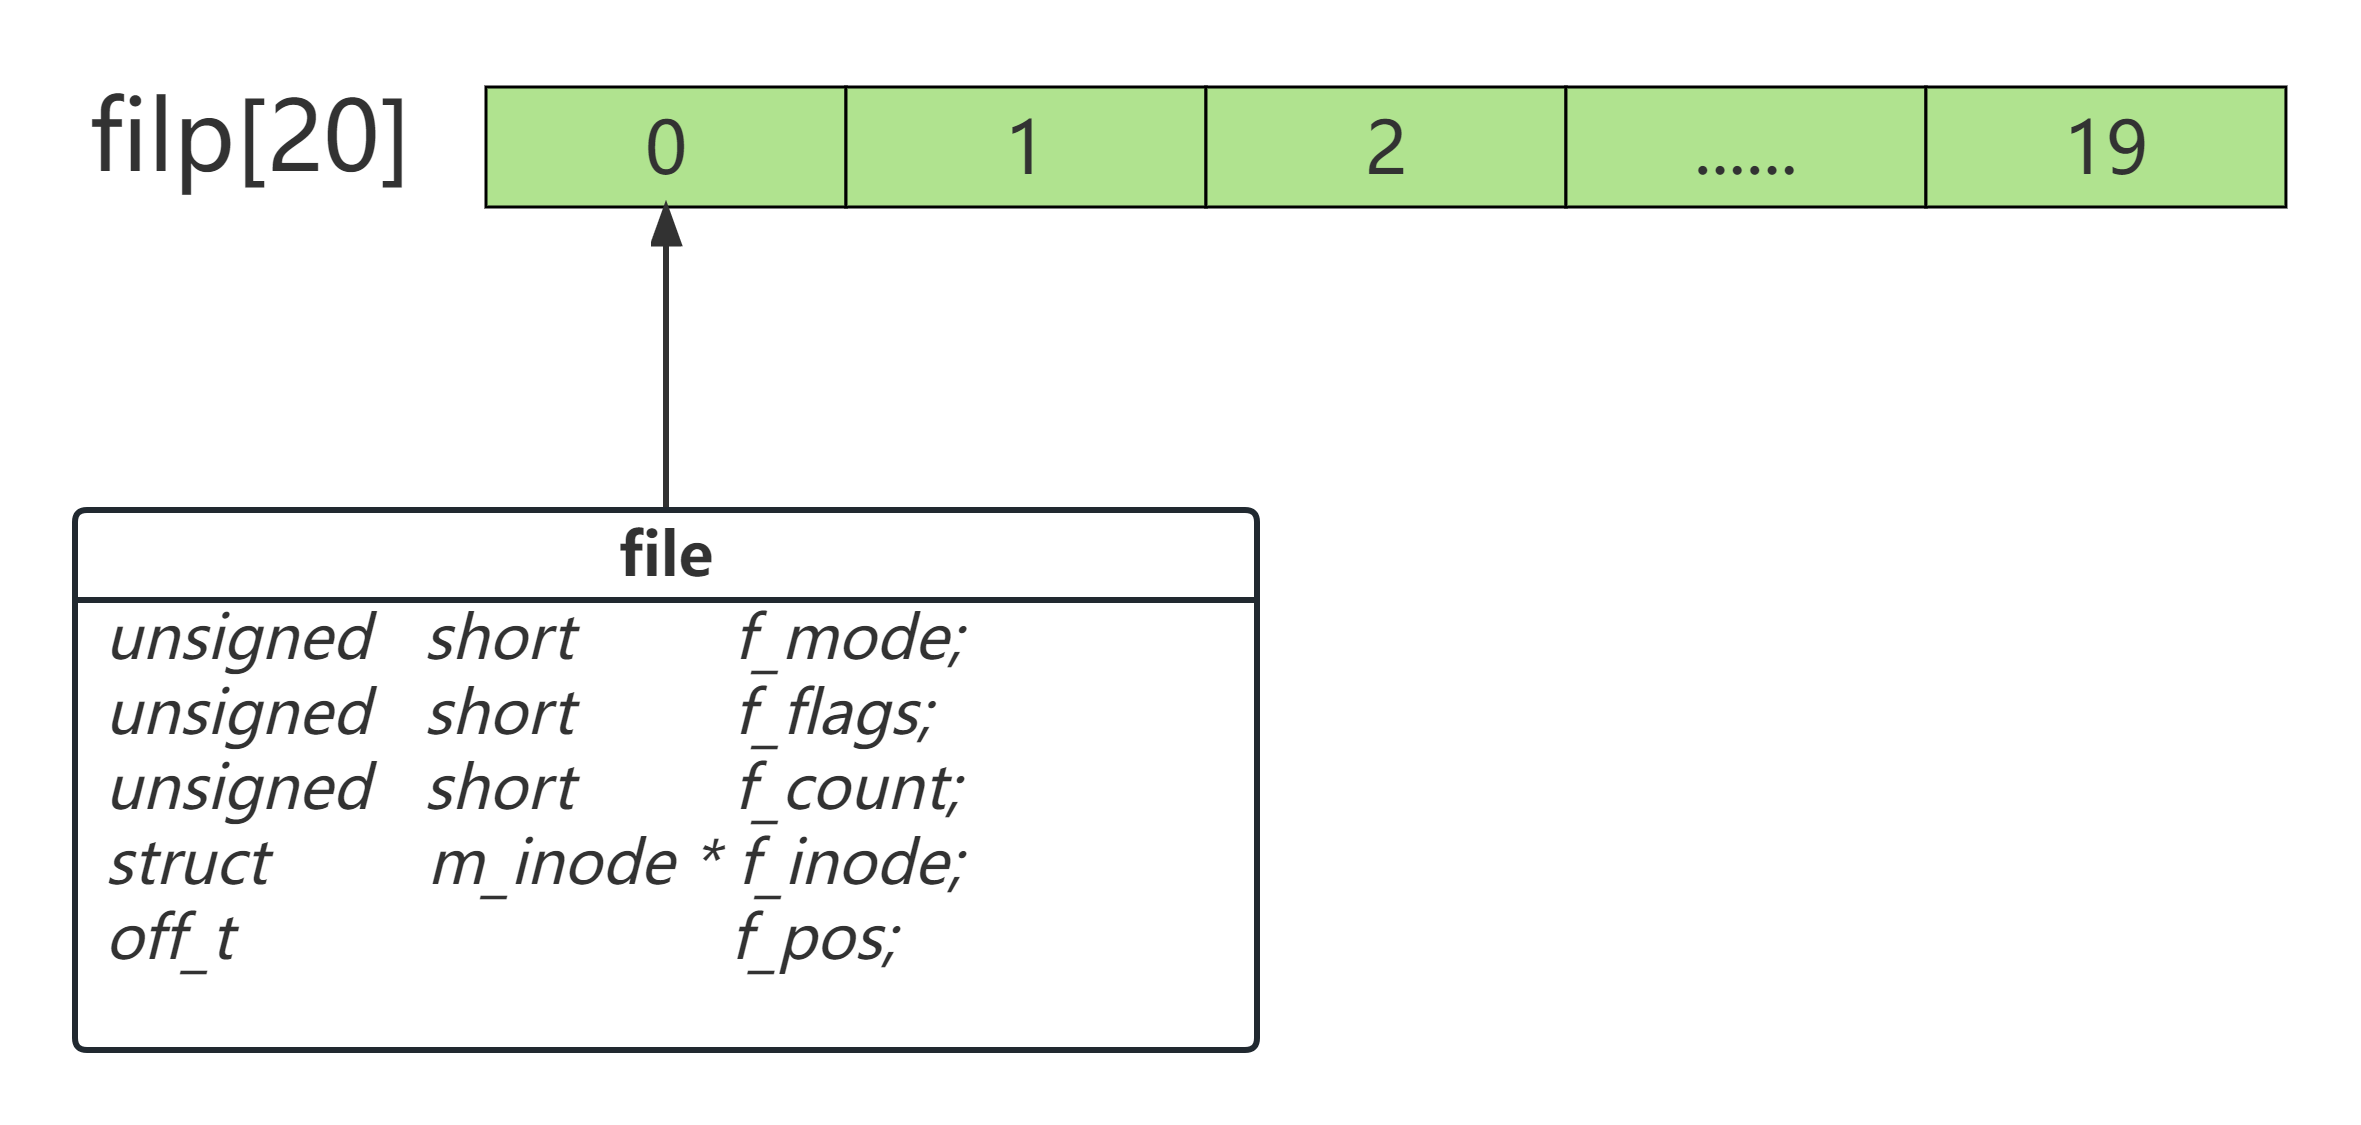 filp[20] 0 1 2 ...... 19
file
unsigned short f_mode;
unsigned short f_flags;
unsigned short f_count;
struct m_inode * f_inode;
off_t f_pos;